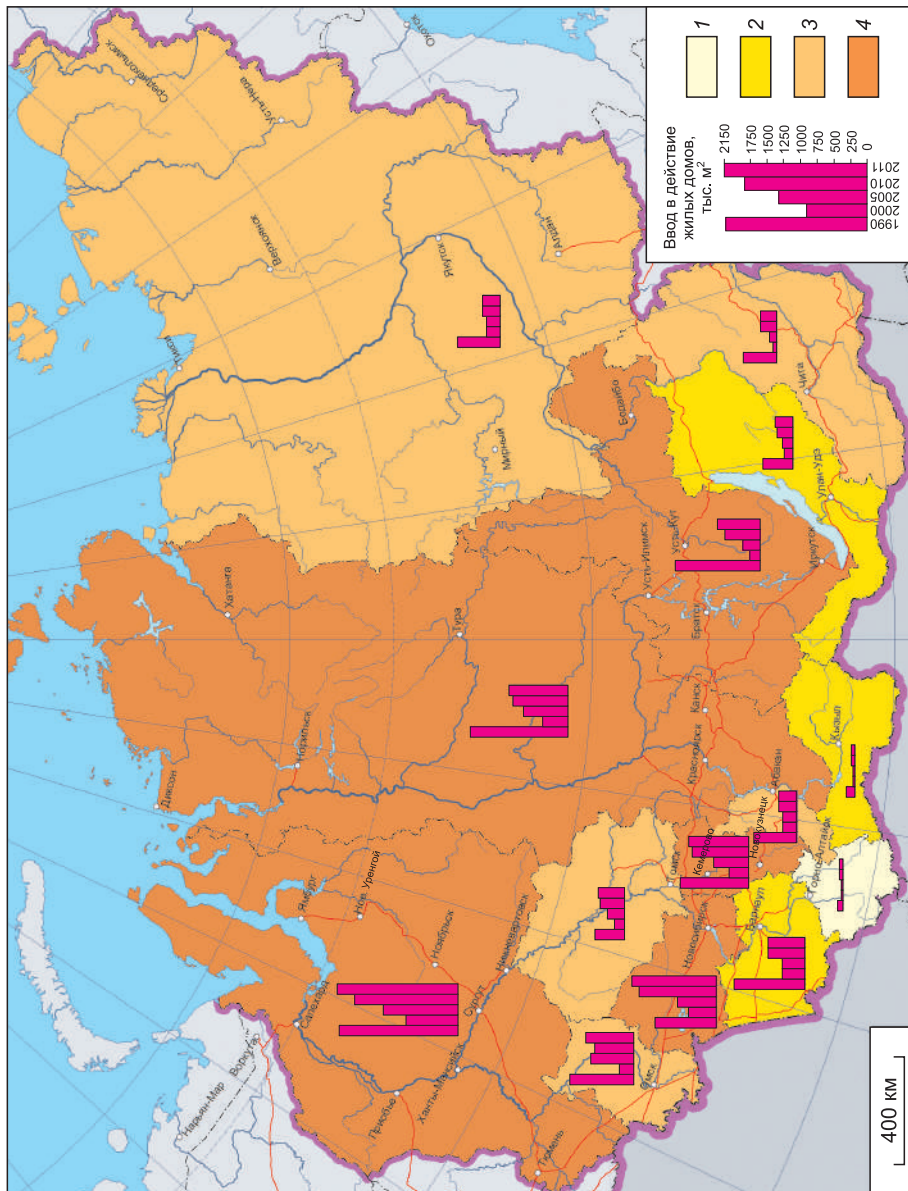 Ввод в действие
жилых домов,
тыс. м²
2150
1750
1500
1250
1000
750
500
250
0
1990
2000
2005
2010
2011
1
2
3
4
400 км
Охотск
Среднеколымск
Усть-Нера
Верхоянск
Тикси
Якутск
Алдан
Мирный
Бодайбо
Чита
Улан-Удэ
Иркутск
Усть-Кут
Усть-Илимск
Братск
Хатанга
Тура
Норильск
Диксон
Канск
Красноярск
Абакан
Кызыл
Горно-Алтайск
Новокузнецк
Кемерово
Томск
Барнаул
Новосибирск
Омск
Ямбург
Нов. Уренгой
Ноябрьск
Нижневартовск
Сургут
Салехард
Ханты-Мансийск
Приобье
Тюмень
Воркута
Нарьян-Мар